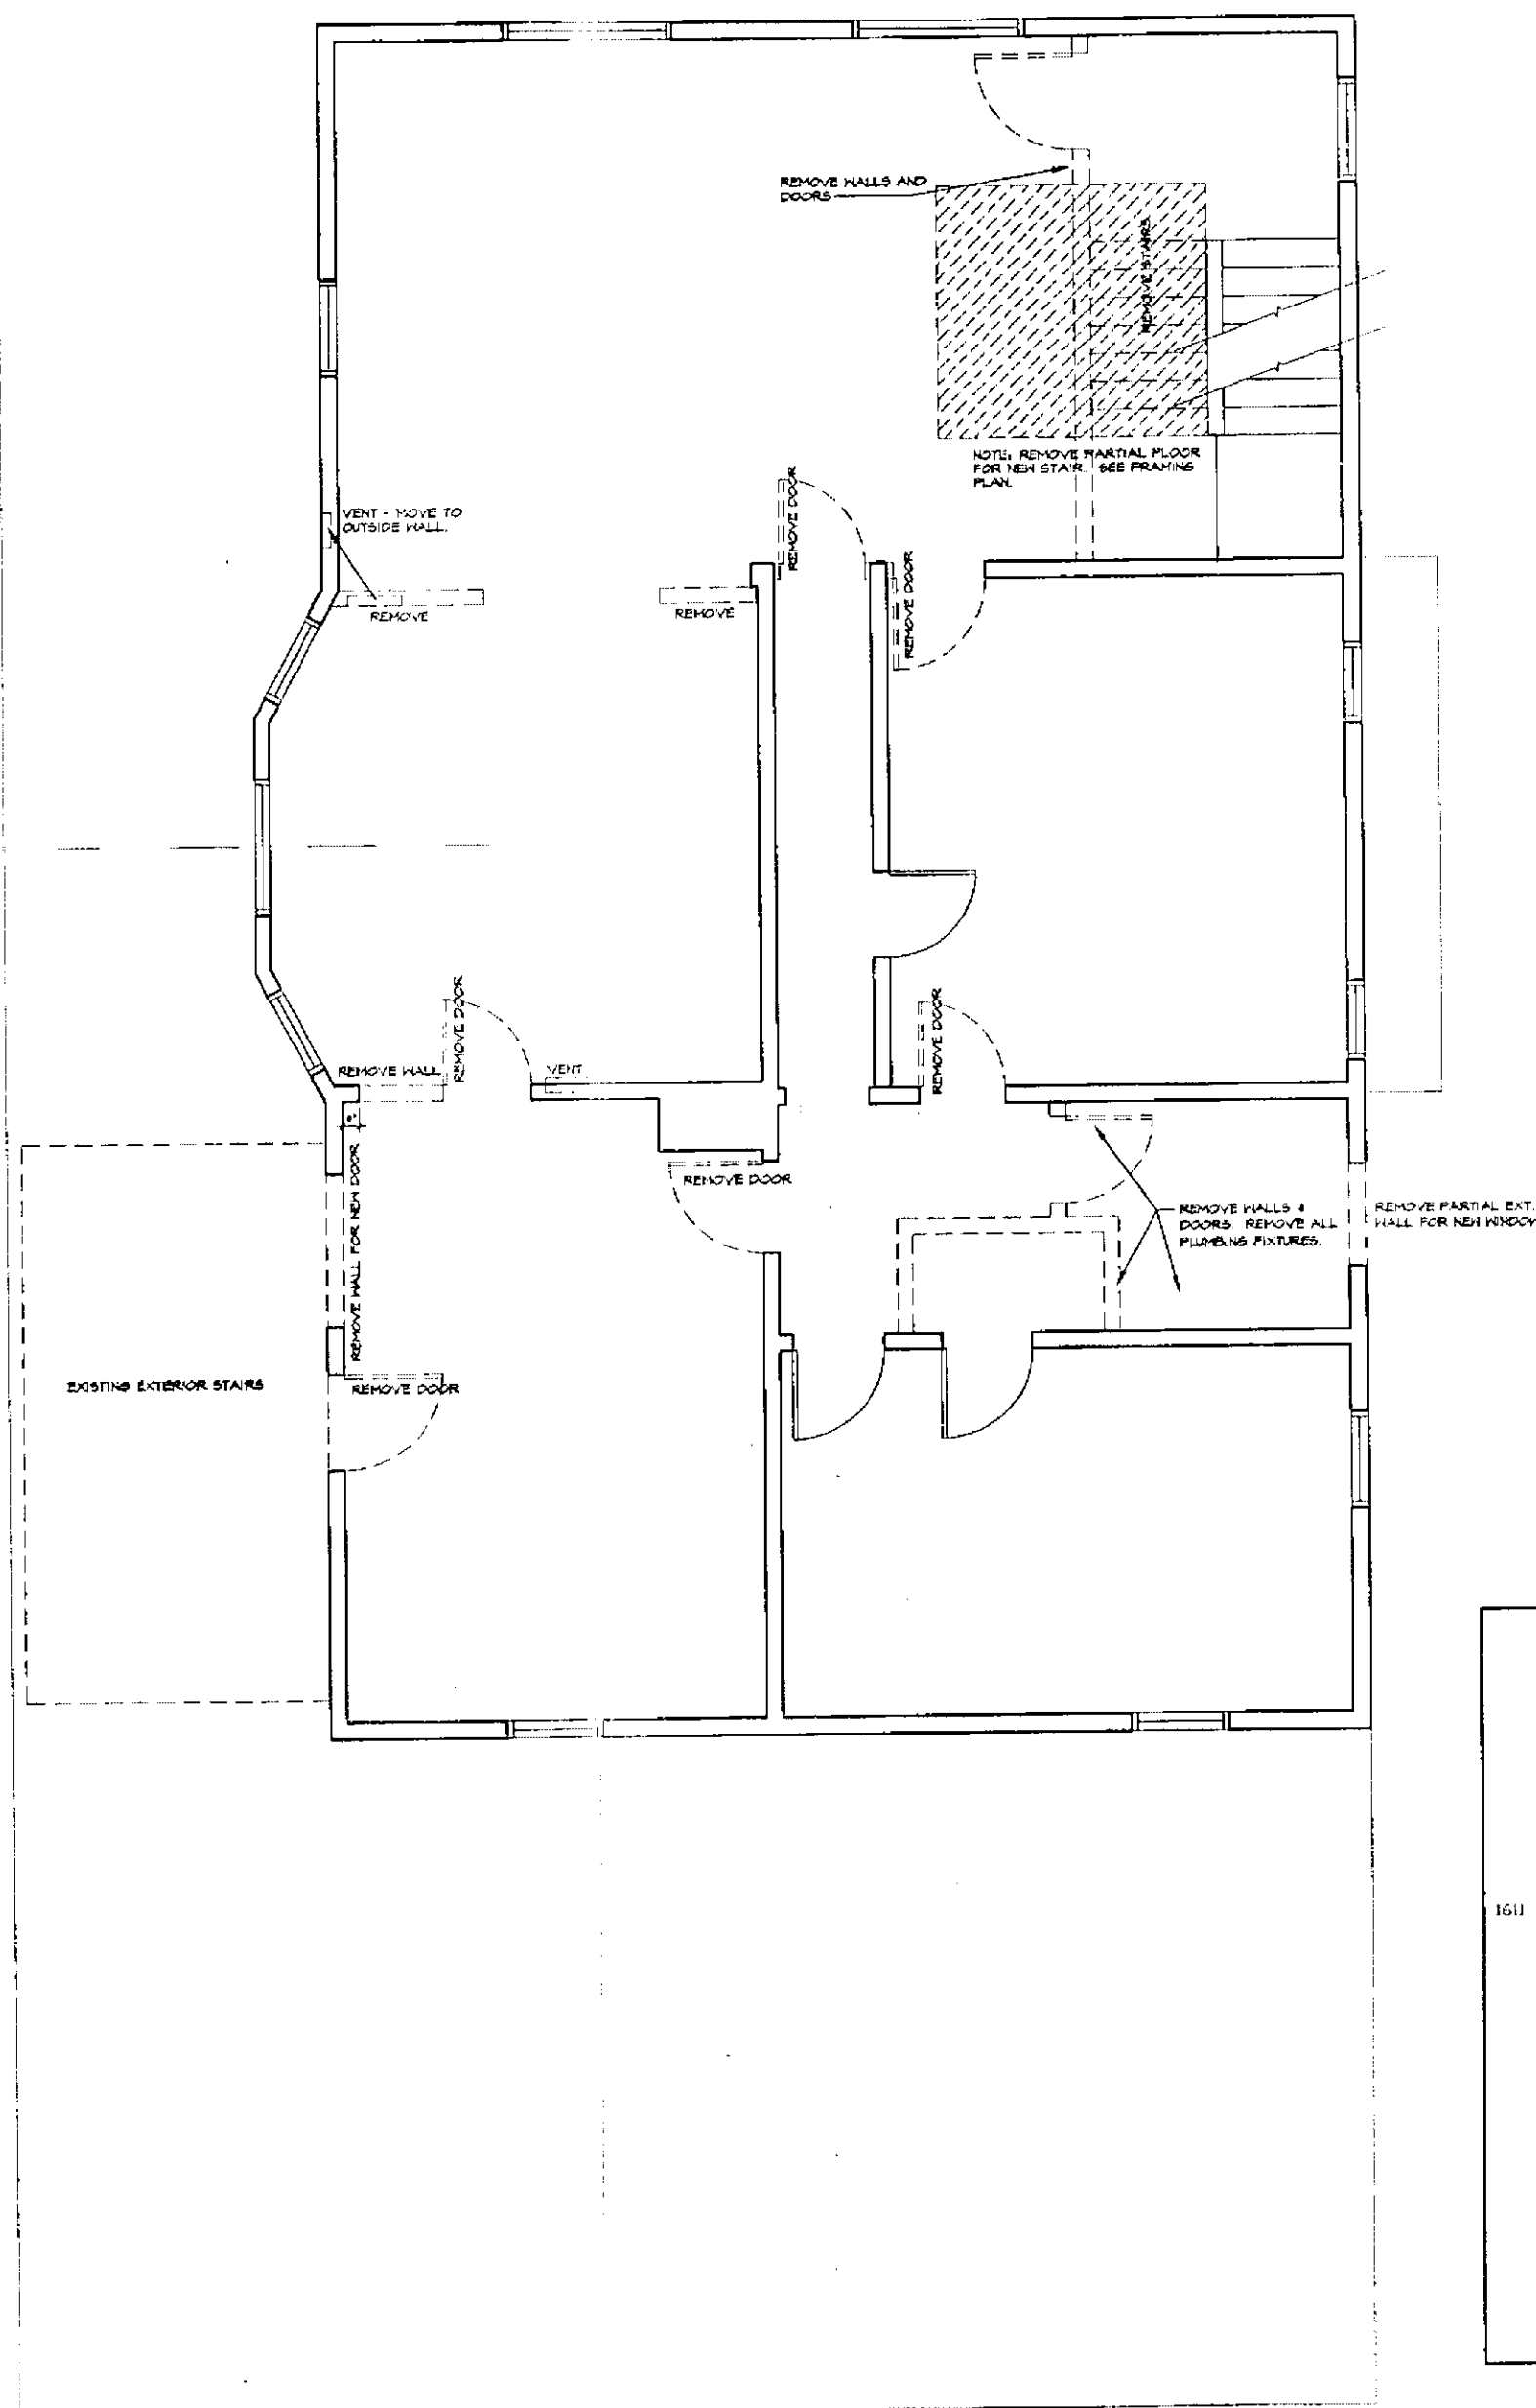 REMOVE WALLS AND
DOORS
REMOVE STAIRS
NOTE: REMOVE PARTIAL FLOOR
FOR NEW STAIR. SEE FRAMING
PLAN.
REMOVE DOOR
VENT - MOVE TO
OUTSIDE WALL.
REMOVE DOOR
REMOVE
REMOVE
REMOVE DOOR
REMOVE DOOR
REMOVE WALL
VENT
REMOVE WALL FOR NEW DOOR
REMOVE DOOR
REMOVE WALLS &
DOORS. REMOVE ALL
PLUMBING FIXTURES.
REMOVE PARTIAL EXT.
WALL FOR NEW WINDOW
EXISTING EXTERIOR STAIRS
REMOVE DOOR